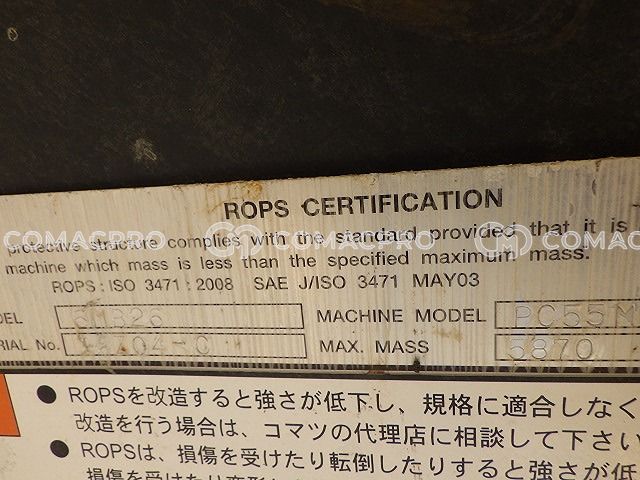 ROPS CERTIFICATION
protective structure complies with the standard provided that it is
machine which mass is less than the specified maximum mass.
ROPS : ISO 3471 : 2008 SAE J/ISO 3471 MAY03
MACHINE MODEL PC55M
MAX. MASS 5870
COMACPRO COMACPRO COMACPRO
● ROPSを改造すると強さが低下し、規格に適合しなく
改造を行う場合は、コマツの代理店に相談して下さい
● ROPSは、損傷を受けたり転倒したりすると強さが低